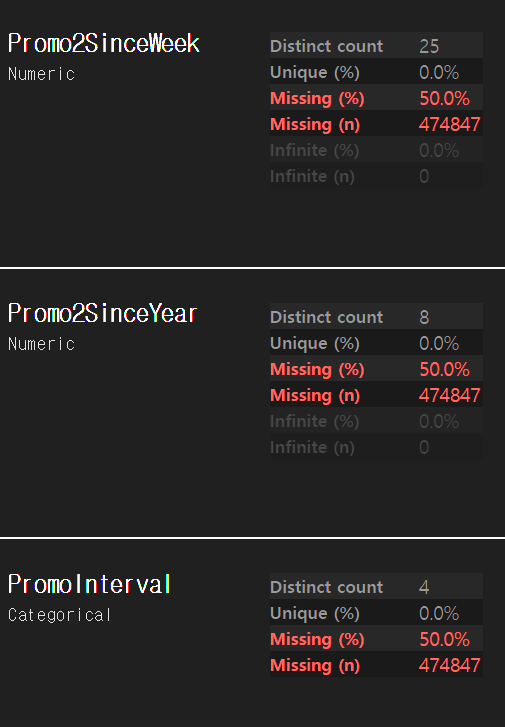 Promo2SinceWeek
Numeric
Distinct count 25
Unique (%) 0.0%
Missing (%) 50.0%
Missing (n) 474847
Infinite (%) 0.0%
Infinite (n) 0
Promo2SinceYear
Numeric
Distinct count 8
Unique (%) 0.0%
Missing (%) 50.0%
Missing (n) 474847
Infinite (%) 0.0%
Infinite (n) 0
PromoInterval
Categorical
Distinct count 4
Unique (%) 0.0%
Missing (%) 50.0%
Missing (n) 474847